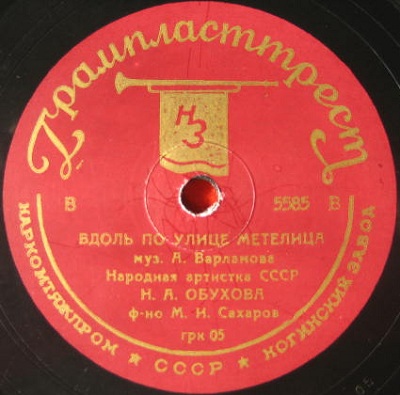 Грампласттрест
НЗ
В 5585 В
ВДОЛЬ ПО УЛИЦЕ МЕТЕЛИЦА
муз. А. Варламова
Народная артистка СССР
Н. А. ОБУХОВА
ф-но М. И. Сахаров
грк 05
НАРКОМТЯЖПРОМ ★ СССР ★ НОГИНСКИЙ ЗАВОД